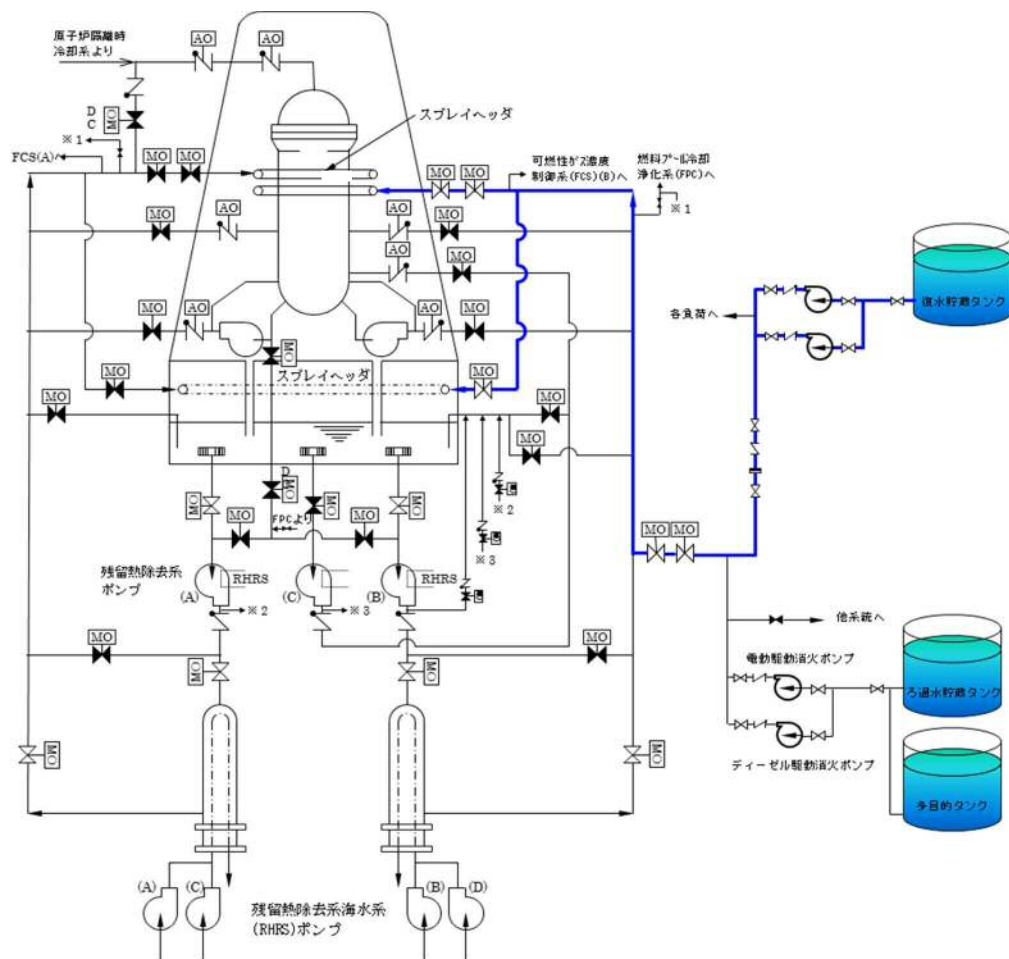 原子炉隔離時
冷却系より
AO
AO
DC
MO
※1
FCS(A)へ
MO
MO
スプレイヘッダ
MO
MO
可燃性ガス濃度
制御系(FCS)(B)へ
燃料プール冷却
浄化系(FPC)へ
※1
MO
AO
AO
MO
AO
MO
復水貯蔵タンク
各負荷へ
MO
AO
AO
MO
MO
スプレイヘッダ
MO
MO
MO
MO
MO
MO
D
MO
MO
MO
※2
MO
FPCより
MO
※3
MO
MO
残留熱除去系
ポンプ
(A)
RHRS
(C)
(B)
RHRS
※2
※3
他系統へ
MO
MO
MO
MO
電動駆動消火ポンプ
ろ過水貯蔵タンク
MO
MO
ディーゼル駆動消火ポンプ
多目的タンク
(A)
(C)
(B)
(D)
残留熱除去系海水系
(RHRS)ポンプ